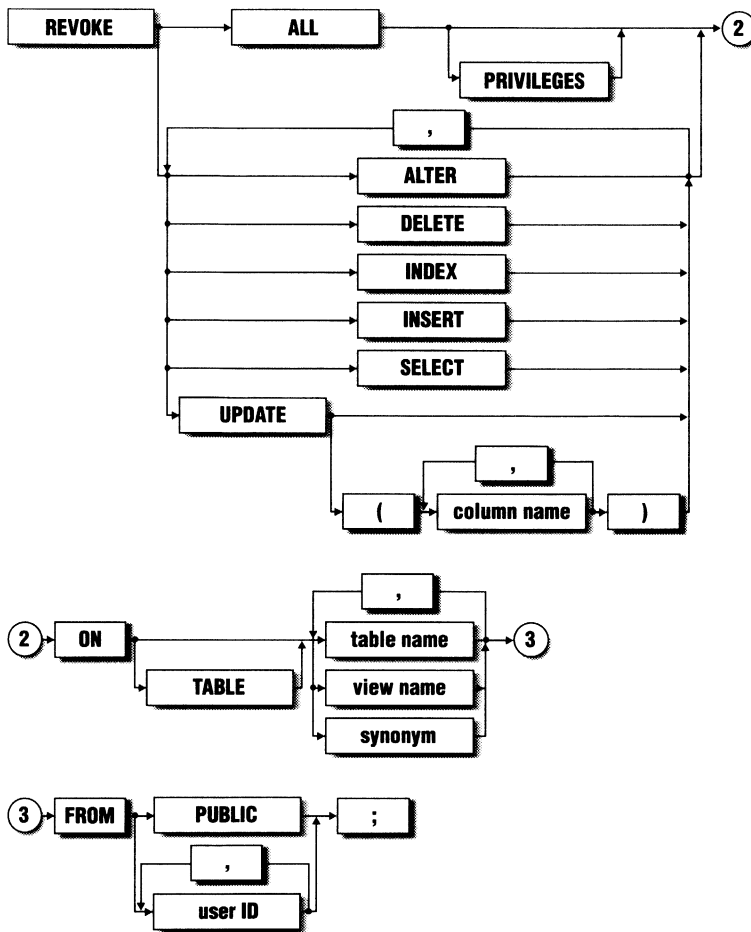 REVOKE ALL 2
PRIVILEGES
,
ALTER
DELETE
INDEX
INSERT
SELECT
UPDATE
,
( column name )
,
2 ON table name 3
TABLE view name
synonym
3 FROM PUBLIC ;
,
user ID